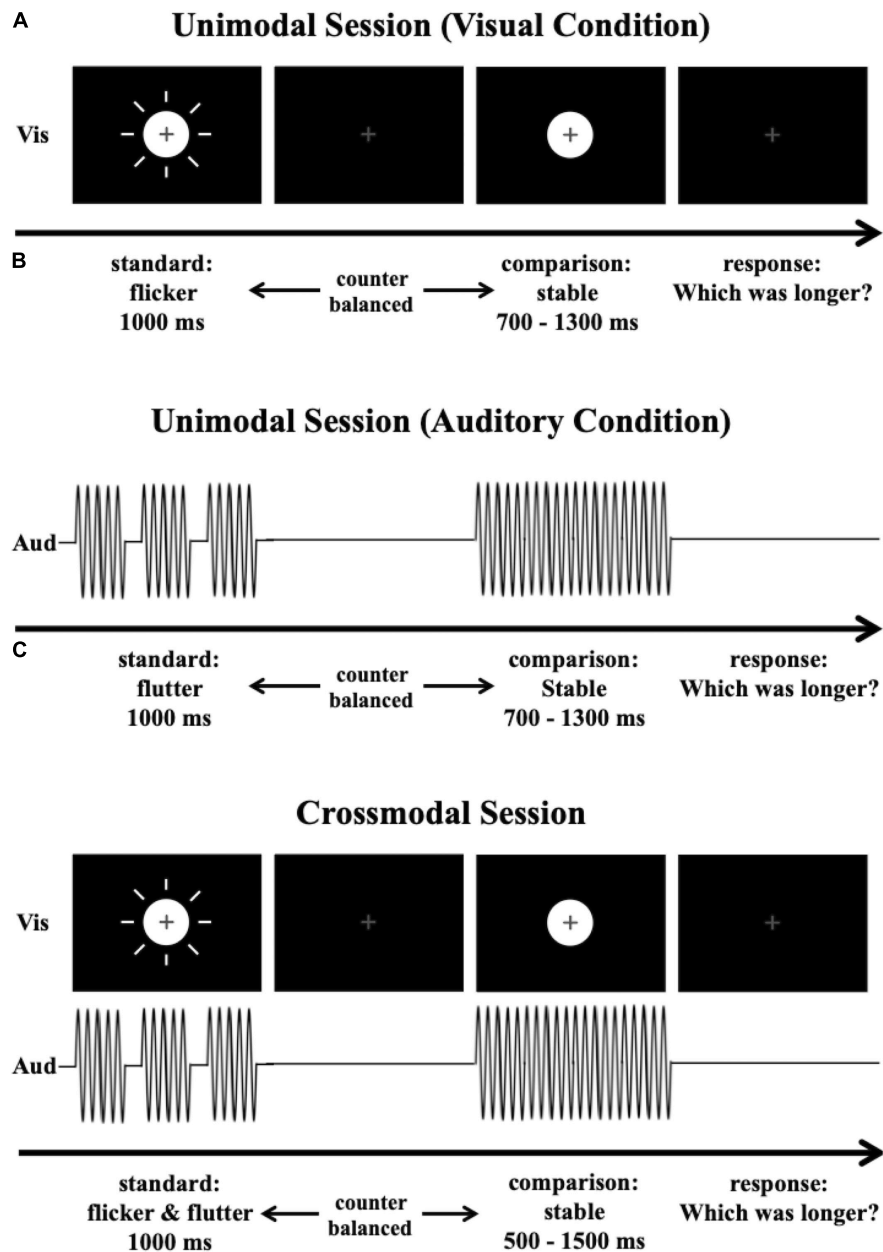 A
Unimodal Session (Visual Condition)
Vis
B
standard:
flicker
1000 ms
counter
balanced
comparison:
stable
700 - 1300 ms
response:
Which was longer?
Unimodal Session (Auditory Condition)
Aud
C
standard:
flutter
1000 ms
counter
balanced
comparison:
Stable
700 - 1300 ms
response:
Which was longer?
Crossmodal Session
Vis
Aud
standard:
flicker & flutter
1000 ms
counter
balanced
comparison:
stable
500 - 1500 ms
response:
Which was longer?